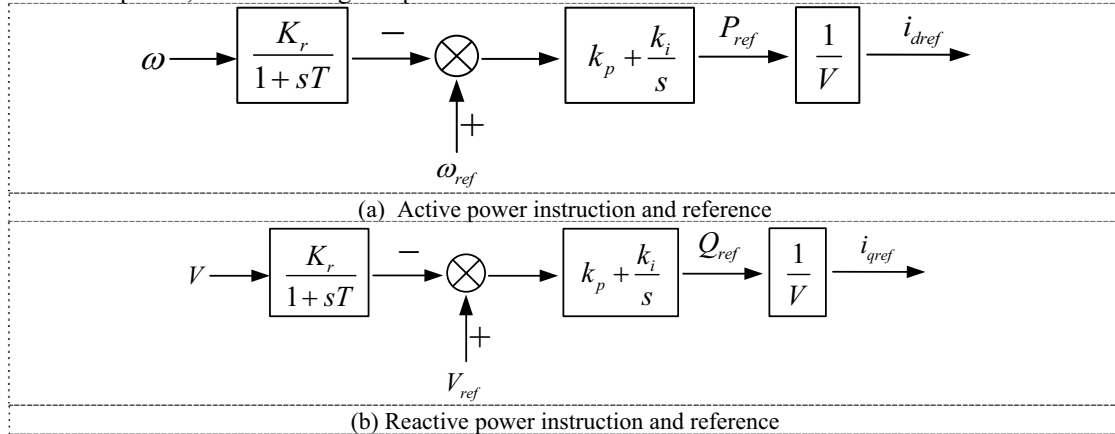 ω K_r / 1 + sT − k_p + k_i / s P_ref 1 / V i_dref
+
ω_ref
(a) Active power instruction and reference
V K_r / 1 + sT − k_p + k_i / s Q_ref 1 / V i_qref
+
V_ref
(b) Reactive power instruction and reference